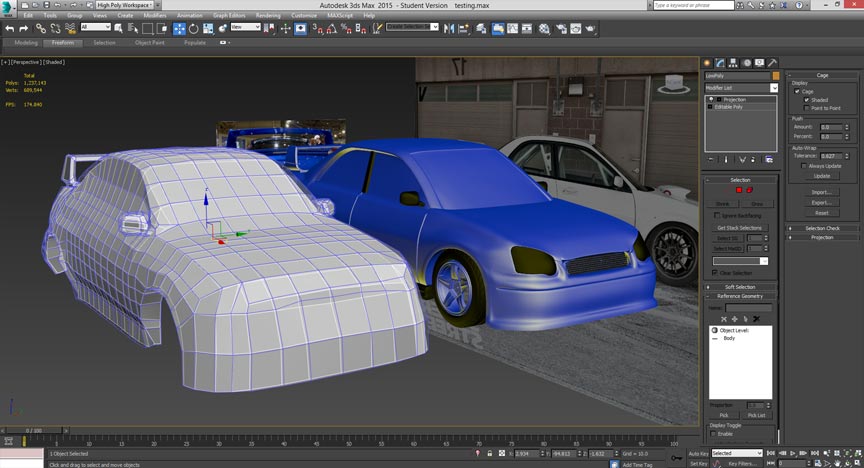 High Poly Workspace
Autodesk 3ds Max 2015 - Student Version testing.max
Type a keyword or phrase
Edit Tools Group Views Create Modifiers Animation Graph Editors Rendering Customize MAXScript Help
All
View
Create Selection Se
Modeling Freeform Selection Object Paint Populate
[+] [Perspective] [Shaded]
Total
Polys: 1,237,143
Verts: 609,544
FPS: 174.840
LowPoly
Modifier List
Projection
Editable Poly
Selection
Shrink Grow
Ignore Backfacing
Get Stack Selections
Select SG
Select MatID
Clear Selection
Soft Selection
Reference Geometry
Name:
Object Level:
Body
Proportion
Pick Pick List
Display Toggle
Enable
Cage
Display
Cage
Shaded
Point to Point
Push
Amount: 0.0
Percent: 0.0
Auto-Wrap
Tolerance: 0.627
Always Update
Update
Import...
Export...
Reset
Selection Check
Projection
0 / 100
1 Object Selected
X: 2.934 Y: -94.813 Z: -1.632 Grid = 10.0
Auto Key Selected
Click and drag to select and move objects
Add Time Tag
Set Key Key Filters...